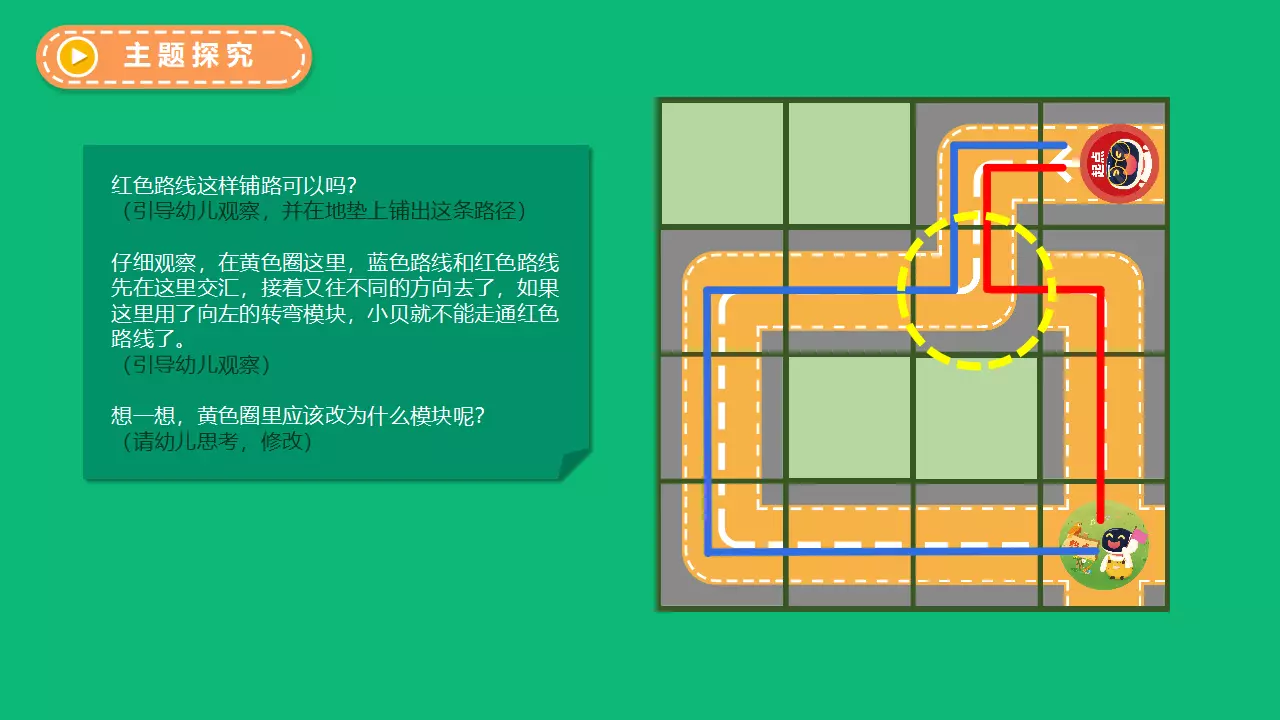 主题探究
红色路线这样铺路可以吗？
（引导幼儿观察，并在地垫上铺出这条路径）
仔细观察，在黄色圈这里，蓝色路线和红色路线
先在这里交汇，接着又往不同的方向去了，如果
这里用了向左的转弯模块，小贝就不能走通红色
路线了。
（引导幼儿观察）
想一想，黄色圈里应该改为什么模块呢？
（请幼儿思考，修改）
起点